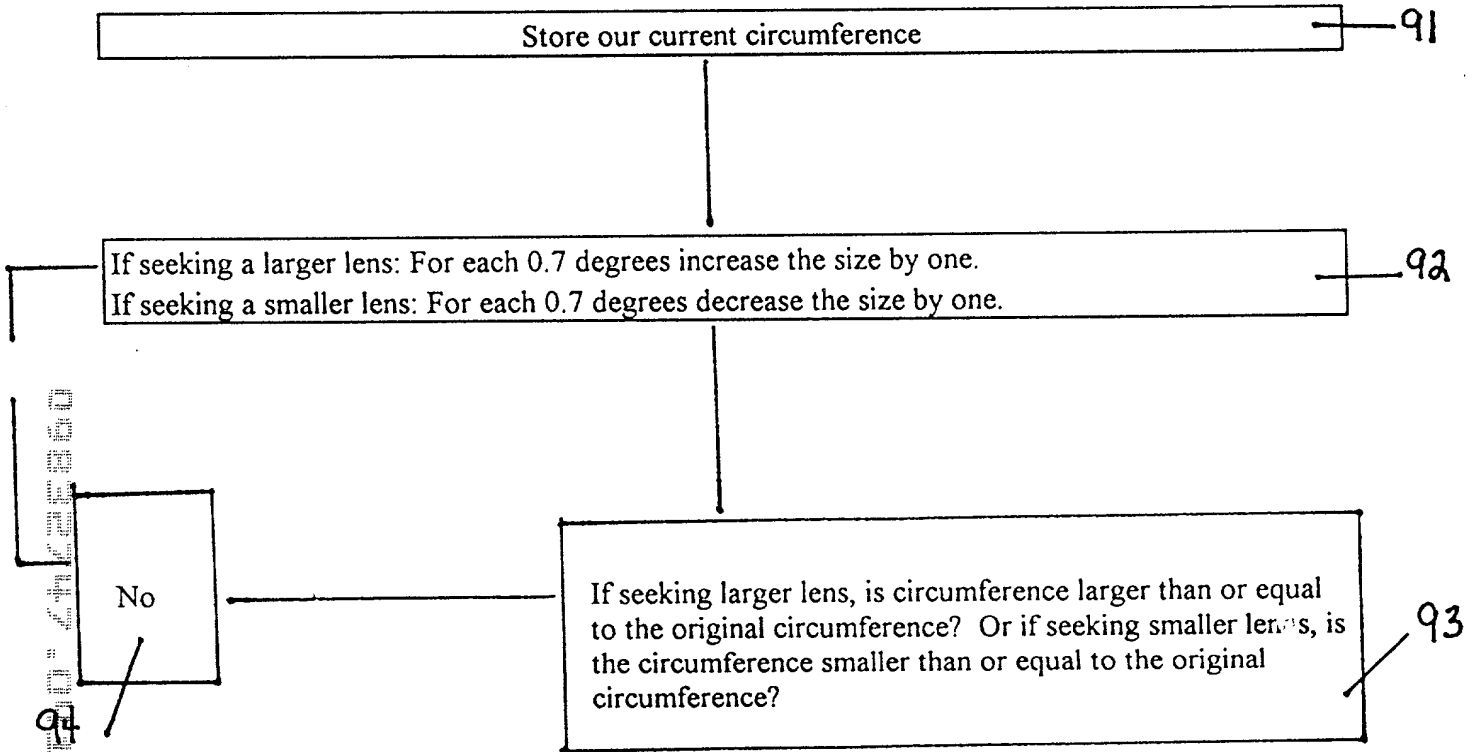 Store our current circumference
91
If seeking a larger lens: For each 0.7 degrees increase the size by one.
If seeking a smaller lens: For each 0.7 degrees decrease the size by one.
92
No
94
If seeking larger lens, is circumference larger than or equal
to the original circumference? Or if seeking smaller lens, is
the circumference smaller than or equal to the original
circumference?
93